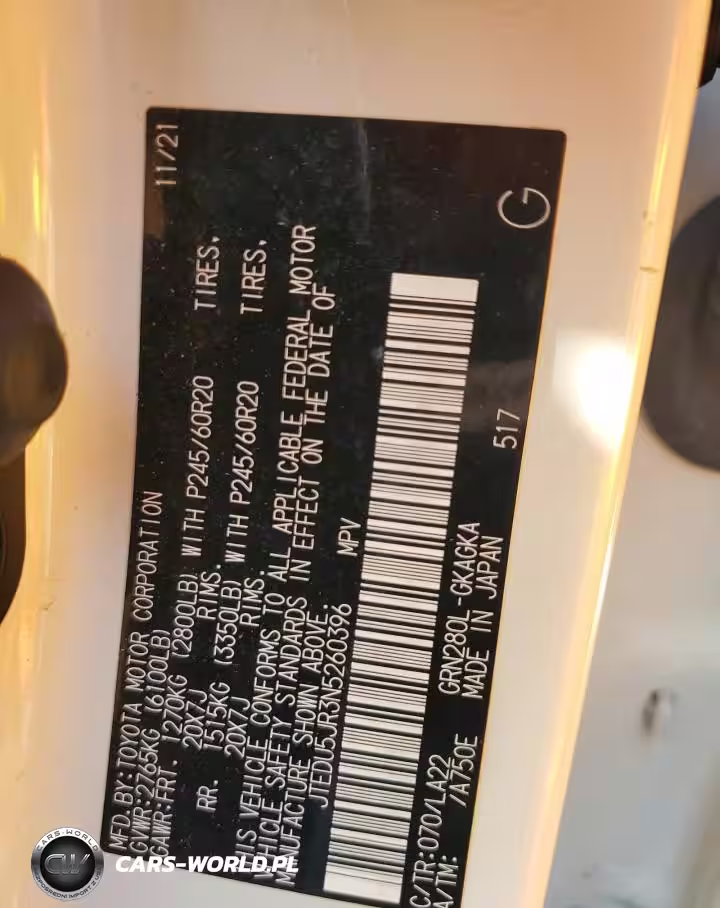 MFD.BY:TOYOTA MOTOR CORPORATION 11/21
GVWR:2765KG (6100LB)
GAWR:FRT. 1270KG (2800LB) WITH P245/60R20 TIRES,
20X7J RIMS.
RR. 1515KG (3350LB) WITH P245/60R20 TIRES,
20X7J RIMS.
THIS VEHICLE CONFORMS TO ALL APPLICABLE FEDERAL MOTOR
VEHICLE SAFETY STANDARDS IN EFFECT ON THE DATE OF
MANUFACTURE SHOWN ABOVE.
JTEDU5JR3N5260396 MPV
C/TR:070/LA22 GRN280L-GKAGKA 517 G
A/TM: /A750E MADE IN JAPAN
CARS-WORLD
CW
CARS-WORLD.PL